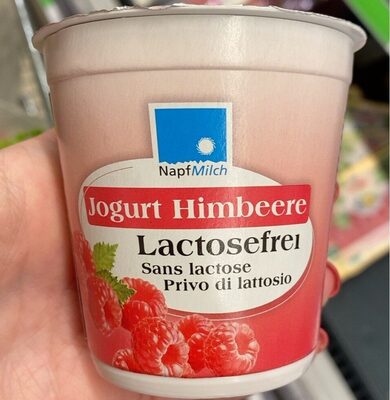 NapfMilch
Jogurt Himbeere
Lactosefrei
Sans lactose
Privo di lattosio